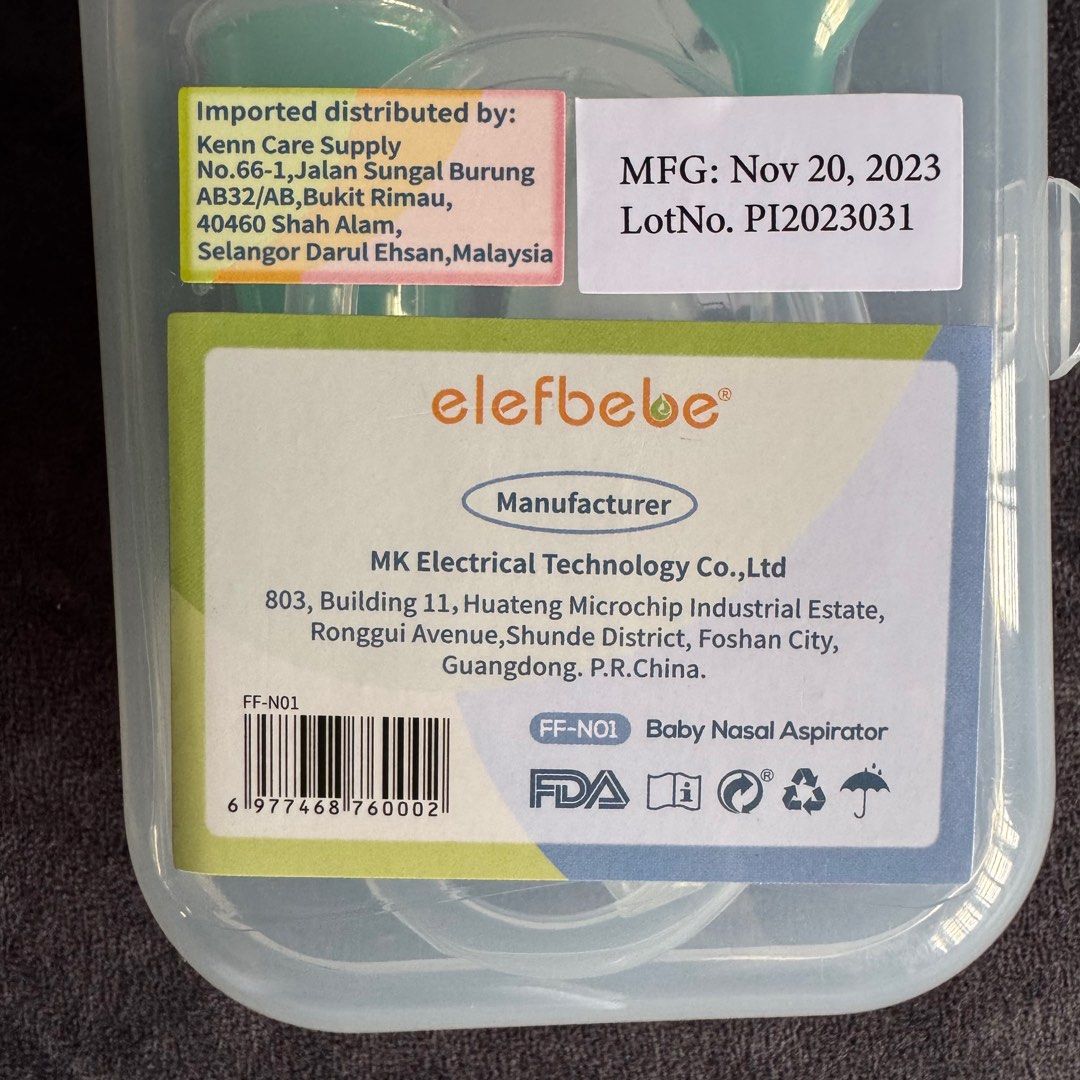 Imported distributed by:
Kenn Care Supply
No.66-1,Jalan Sungal Burung
AB32/AB,Bukit Rimau,
40460 Shah Alam,
Selangor Darul Ehsan,Malaysia
MFG: Nov 20, 2023
LotNo. PI2023031
elefbebe®
Manufacturer
MK Electrical Technology Co.,Ltd
803, Building 11, Huateng Microchip Industrial Estate,
Ronggui Avenue,Shunde District, Foshan City,
Guangdong. P.R.China.
FF-N01
6 977468 760002
FF-N01 Baby Nasal Aspirator
FDA i ®